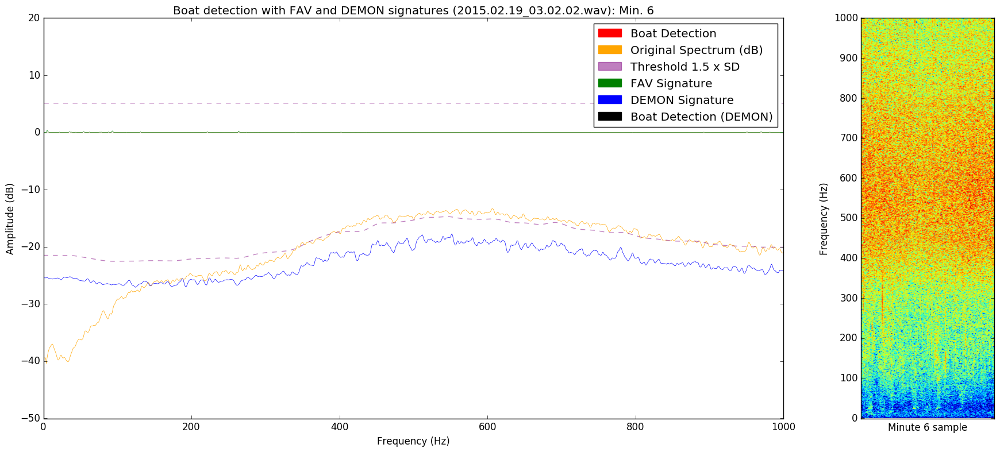 Boat detection with FAV and DEMON signatures (2015.02.19_03.02.02.wav): Min. 6
Boat Detection
Original Spectrum (dB)
Threshold 1.5 x SD
FAV Signature
DEMON Signature
Boat Detection (DEMON)
Amplitude (dB)
20
10
0
−10
−20
−30
−40
−50
0
200
400
600
800
1000
Frequency (Hz)
Frequency (Hz)
1000
900
800
700
600
500
400
300
200
100
0
Minute 6 sample